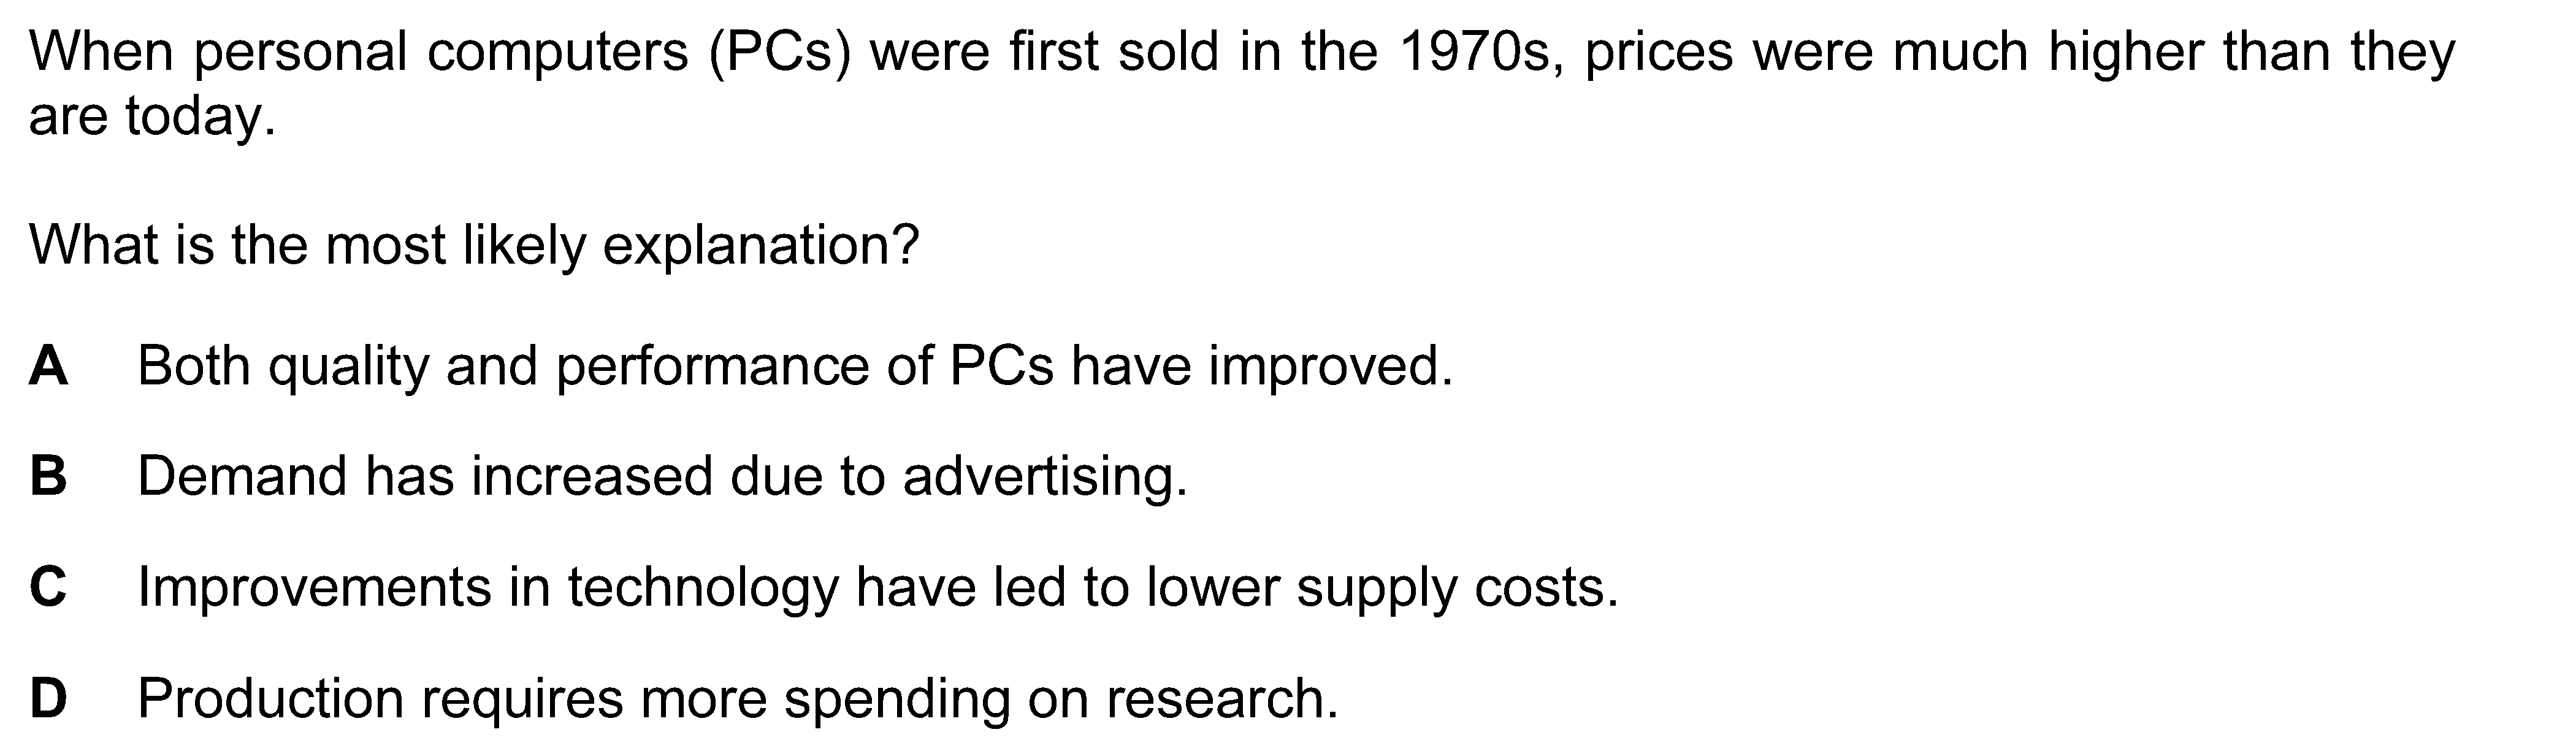 When personal computers (PCs) were first sold in the 1970s, prices were much higher than they
are today.
What is the most likely explanation?
A Both quality and performance of PCs have improved.
B Demand has increased due to advertising.
C Improvements in technology have led to lower supply costs.
D Production requires more spending on research.